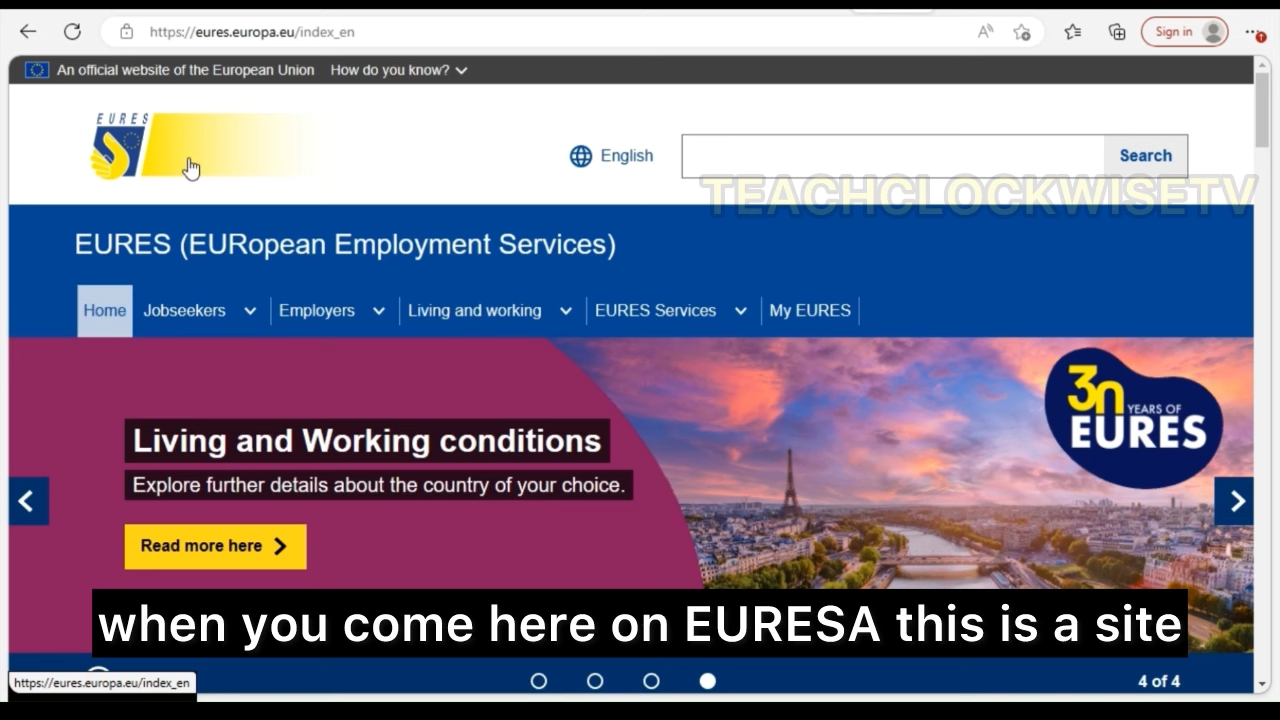 https://eures.europa.eu/index_en
Sign in
An official website of the European Union How do you know?
EURES
English
Search
TEACHCLOCKWISETV
EURES (EURopean Employment Services)
Home Jobseekers Employers Living and working EURES Services My EURES
30 YEARS OF
EURES
Living and Working conditions
Explore further details about the country of your choice.
Read more here
when you come here on EURESA this is a site
https://eures.europa.eu/index_en
4 of 4